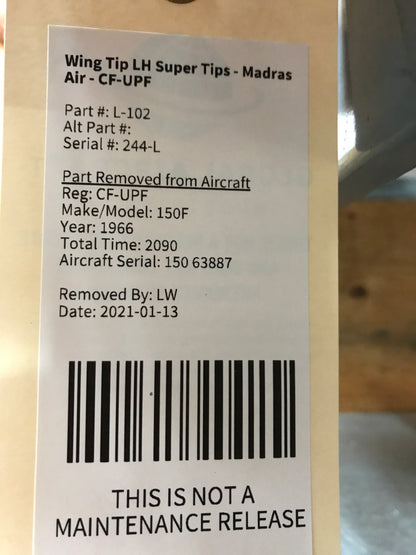 Wing Tip LH Super Tips - Madras
Air - CF-UPF
Part #: L-102
Alt Part #:
Serial #: 244-L
Part Removed from Aircraft
Reg: CF-UPF
Make/Model: 150F
Year: 1966
Total Time: 2090
Aircraft Serial: 150 63887
Removed By: LW
Date: 2021-01-13
THIS IS NOT A
MAINTENANCE RELEASE